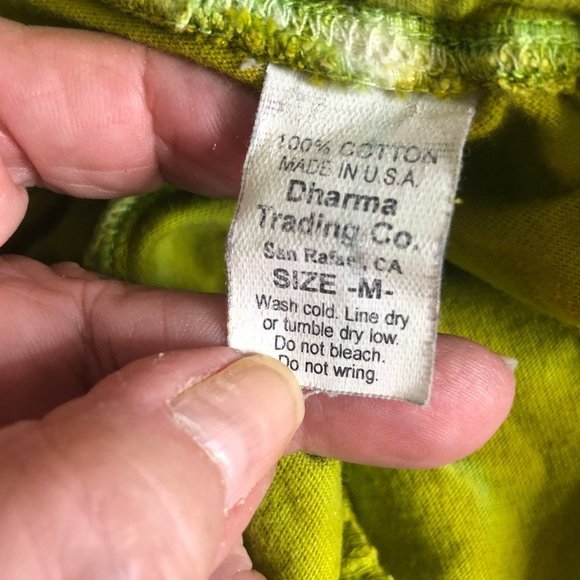 100% COTTON
MADE IN U.S.A.
Dharma
Trading Co.
San Rafael, CA
SIZE -M-
Wash cold. Line dry
or tumble dry low.
Do not bleach.
Do not wring.